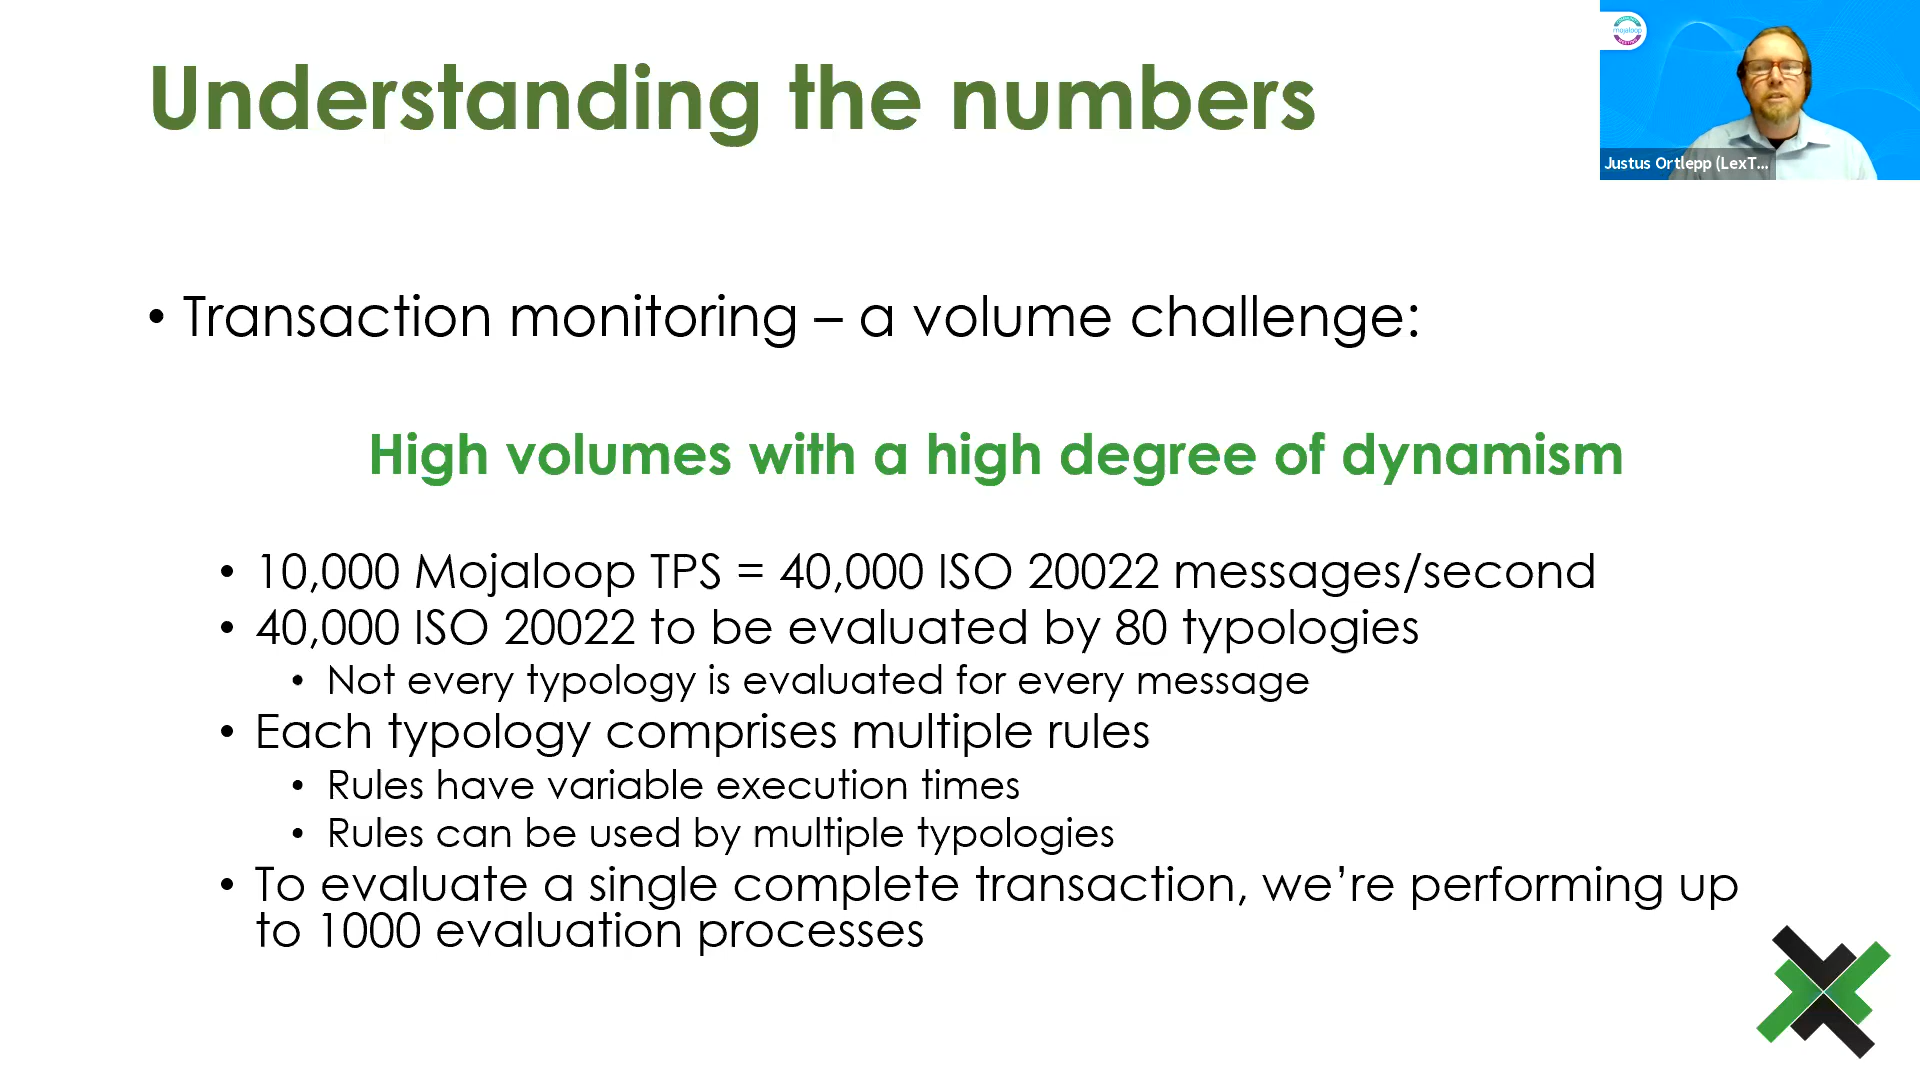 Understanding the numbers
mojaloop
Justus Ortlepp (LexT...
• Transaction monitoring – a volume challenge:
High volumes with a high degree of dynamism
• 10,000 Mojaloop TPS = 40,000 ISO 20022 messages/second
• 40,000 ISO 20022 to be evaluated by 80 typologies
• Not every typology is evaluated for every message
• Each typology comprises multiple rules
• Rules have variable execution times
• Rules can be used by multiple typologies
• To evaluate a single complete transaction, we’re performing up
to 1000 evaluation processes